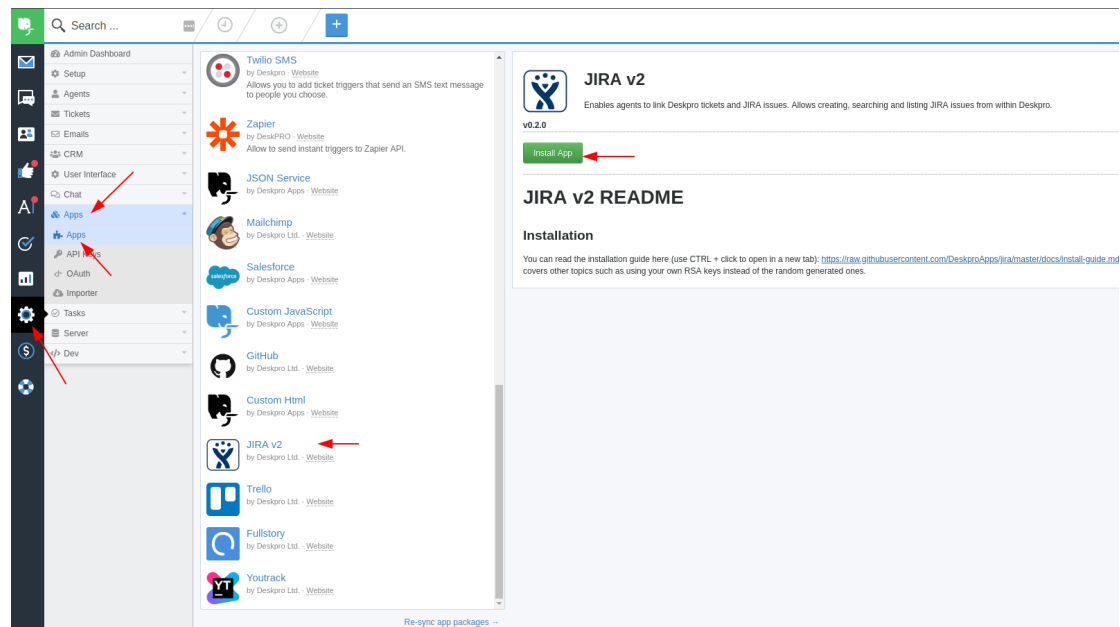 Search ...
+
Admin Dashboard
Setup
Agents
Tickets
Emails
CRM
User Interface
Chat
Apps
Apps
API Keys
OAuth
Importer
Tasks
Server
Dev
Twilio SMS
by Deskpro · Website
Allows you to add ticket triggers that send an SMS text message
to people you choose.
Zapier
by DeskPRO · Website
Allow to send instant triggers to Zapier API.
JSON Service
by Deskpro Apps · Website
Mailchimp
by Deskpro Ltd. · Website
salesforce
Salesforce
by Deskpro Apps · Website
Custom JavaScript
by Deskpro Apps · Website
GitHub
by Deskpro Ltd. · Website
Custom Html
by Deskpro Apps · Website
JIRA v2
by Deskpro Ltd. · Website
Trello
by Deskpro Ltd. · Website
Fullstory
by Deskpro Ltd. · Website
YT
Youtrack
by Deskpro Ltd. · Website
Re-sync app packages →
JIRA v2
Enables agents to link Deskpro tickets and JIRA issues. Allows creating, searching and listing JIRA issues from within Deskpro.
v0.2.0
Install App
JIRA v2 README
Installation
You can read the installation guide here (use CTRL + click to open in a new tab): https://raw.githubusercontent.com/DeskproApps/jira/master/docs/install-guide.md
covers other topics such as using your own RSA keys instead of the random generated ones.